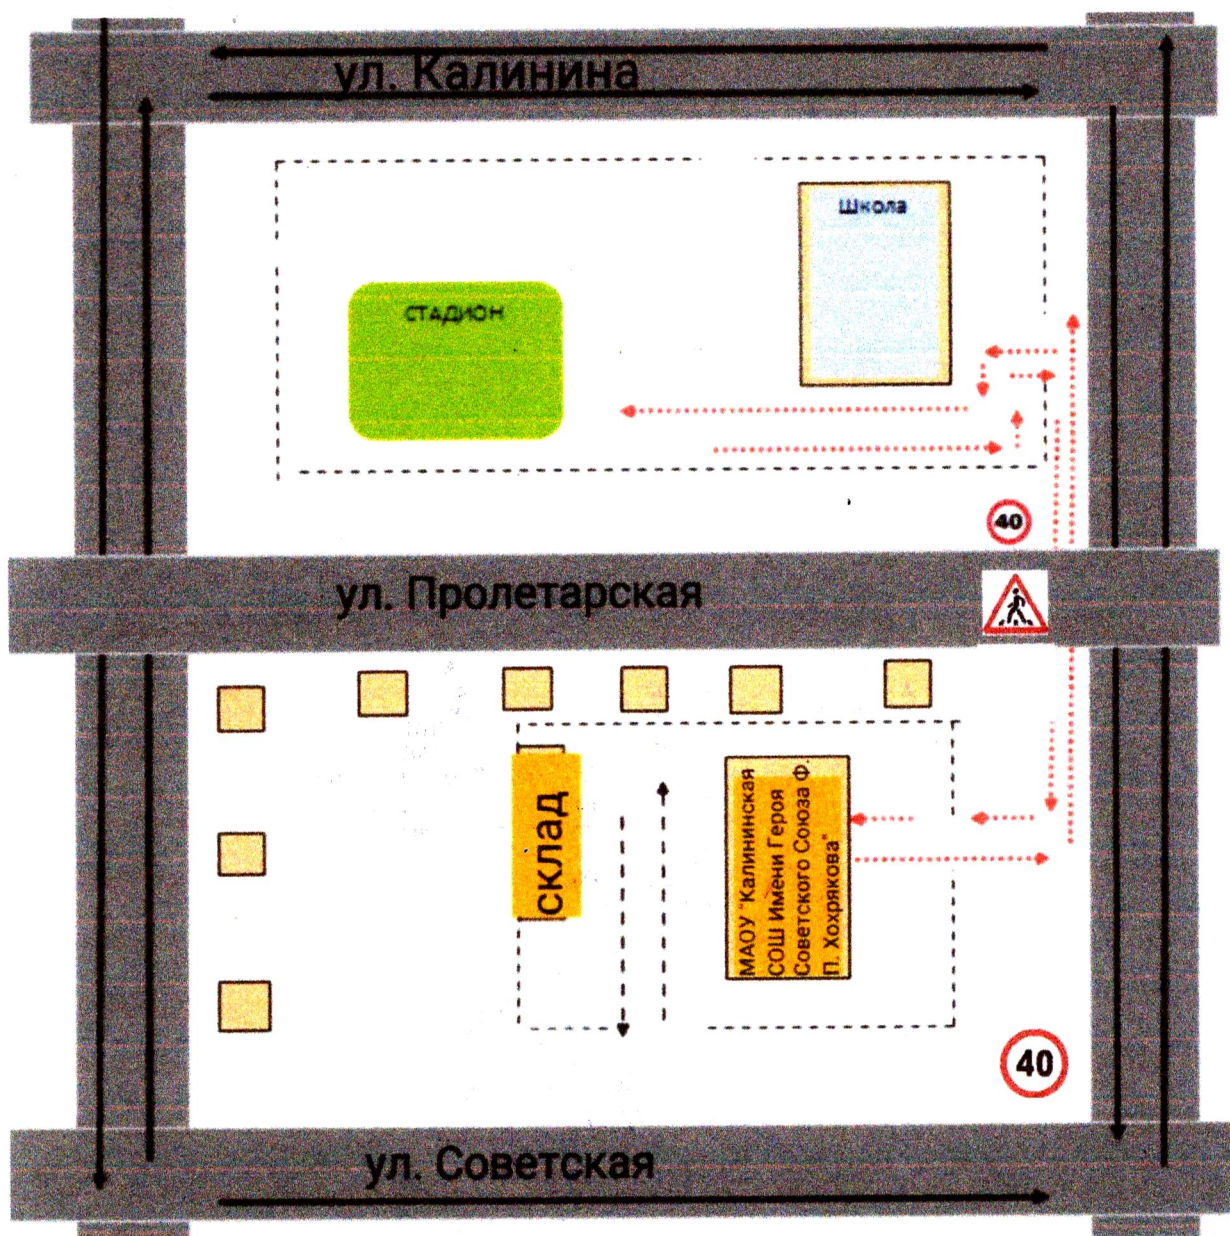 ул. Калинина
Школа
СТАДИОН
40
ул. Пролетарская
склад
МАОУ "Калининская
СОШ Имени Героя
Советского Союза Ф.
П. Хохрякова"
40
ул. Советская